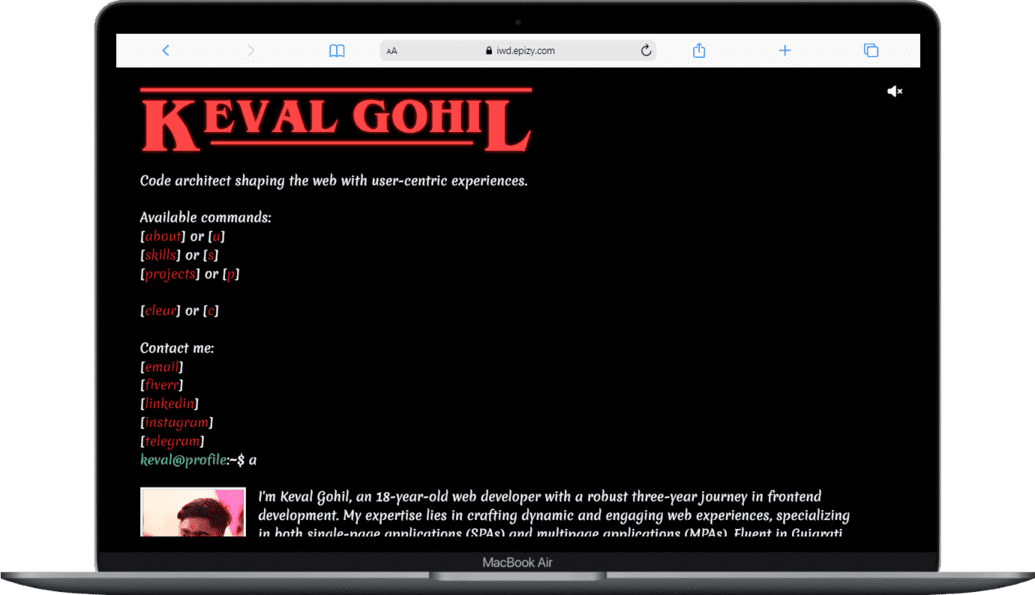 AA iwd.epizy.com
KEVAL GOHIL
Code architect shaping the web with user-centric experiences.
Available commands:
[about] or [a]
[skills] or [s]
[projects] or [p]
[clear] or [c]
Contact me:
[email]
[fiverr]
[linkedin]
[instagram]
[telegram]
keval@profile:~$ a
I'm Keval Gohil, an 18-year-old web developer with a robust three-year journey in frontend
development. My expertise lies in crafting dynamic and engaging web experiences, specializing
in both single-page applications (SPAs) and multipage applications (MPAs). Fluent in Gujarati,
MacBook Air